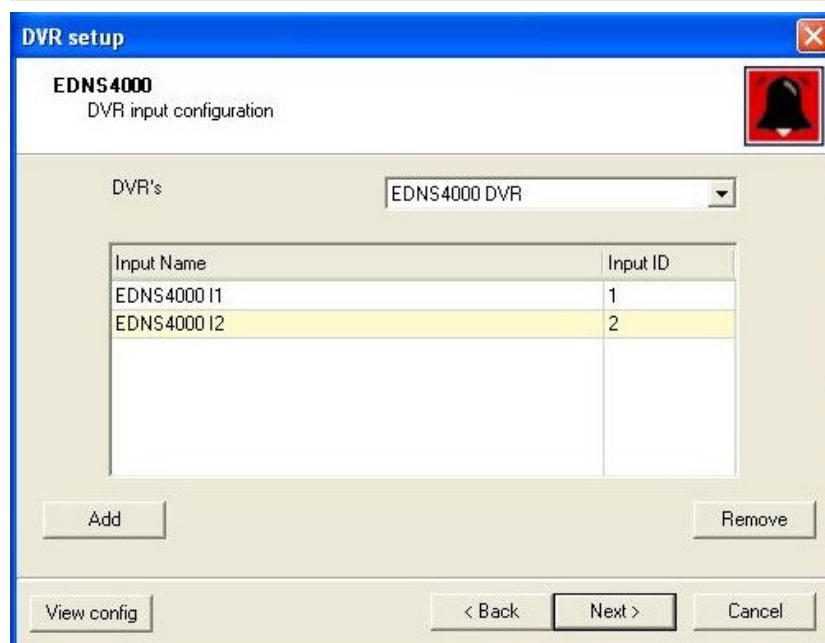 DVR setup
EDNS4000
DVR input configuration
DVR's EDNS4000 DVR
Input Name Input ID
EDNS4000 I1 1
EDNS4000 I2 2
Add Remove
View config < Back Next > Cancel